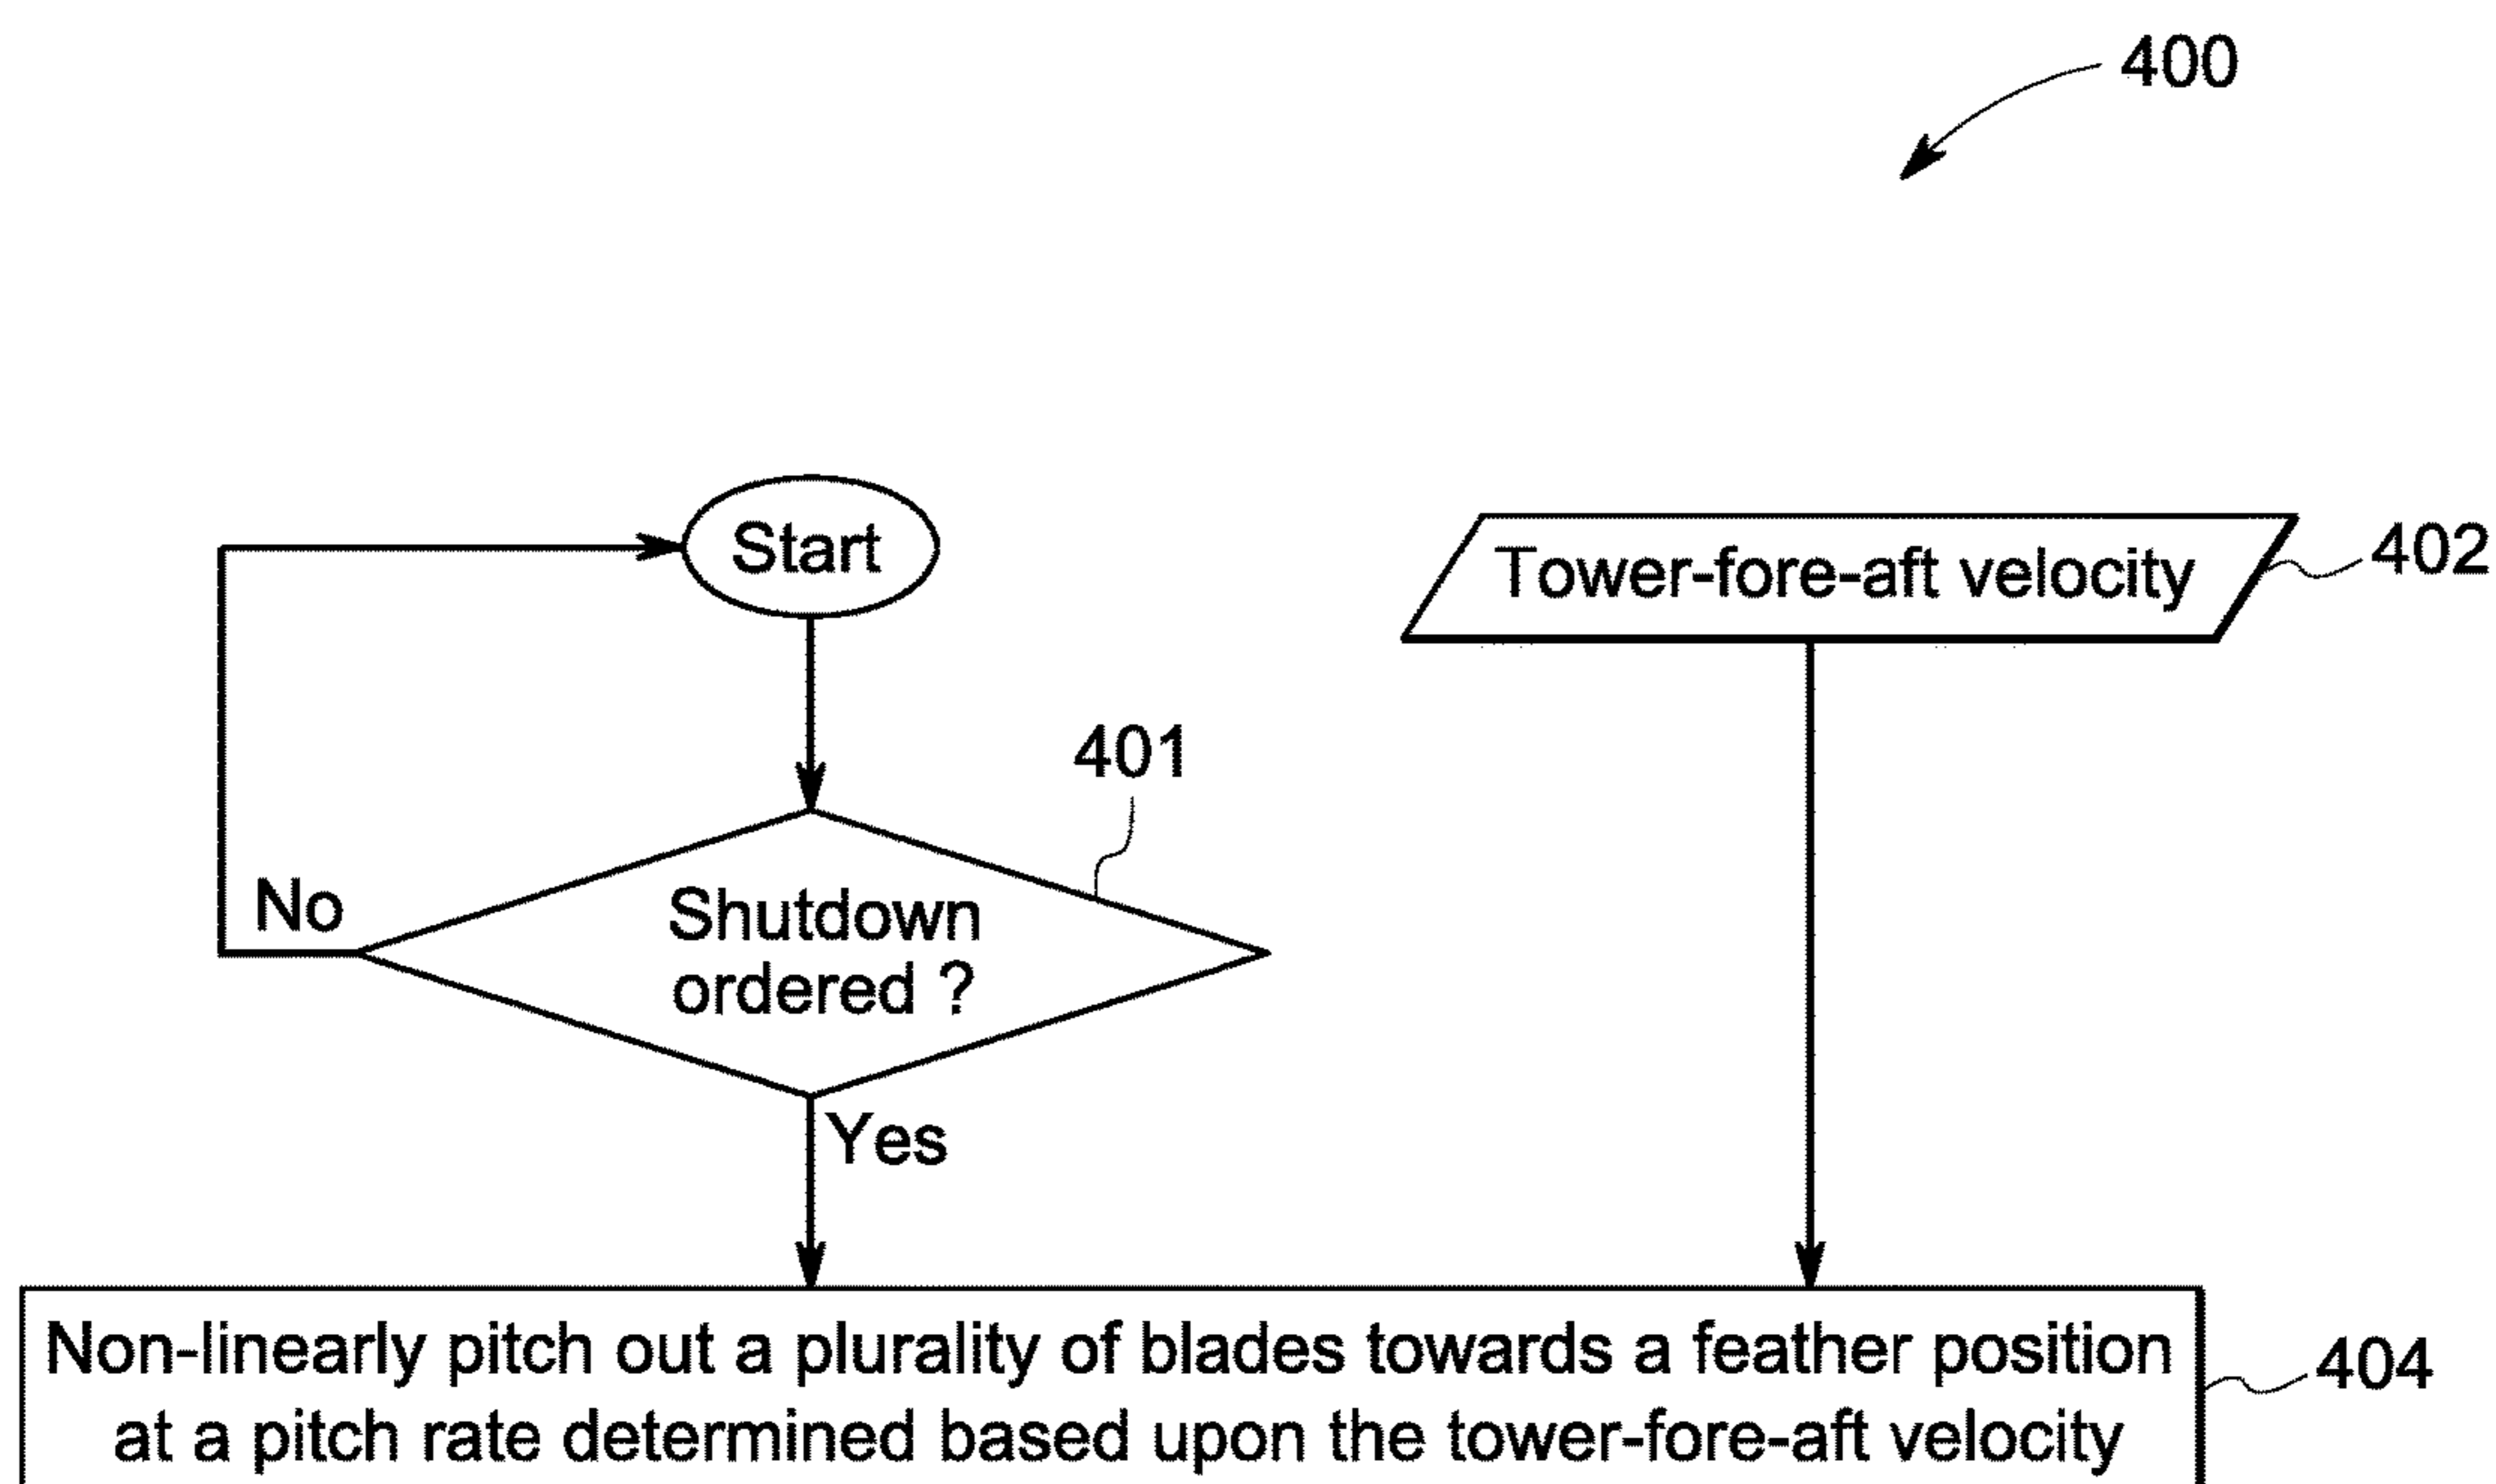 400
Start
Tower-fore-aft velocity
402
401
No
Shutdown
ordered ?
Yes
Non-linearly pitch out a plurality of blades towards a feather position
at a pitch rate determined based upon the tower-fore-aft velocity
404